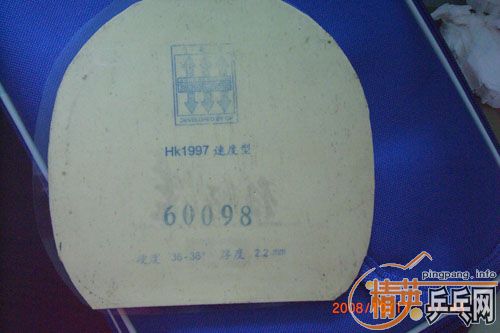 DEVELOPED BY GF
Hk1997 速度型
60098
硬度 36-38° 厚度 2.2 mm
pingpang.info
精英乒乓网
2008/